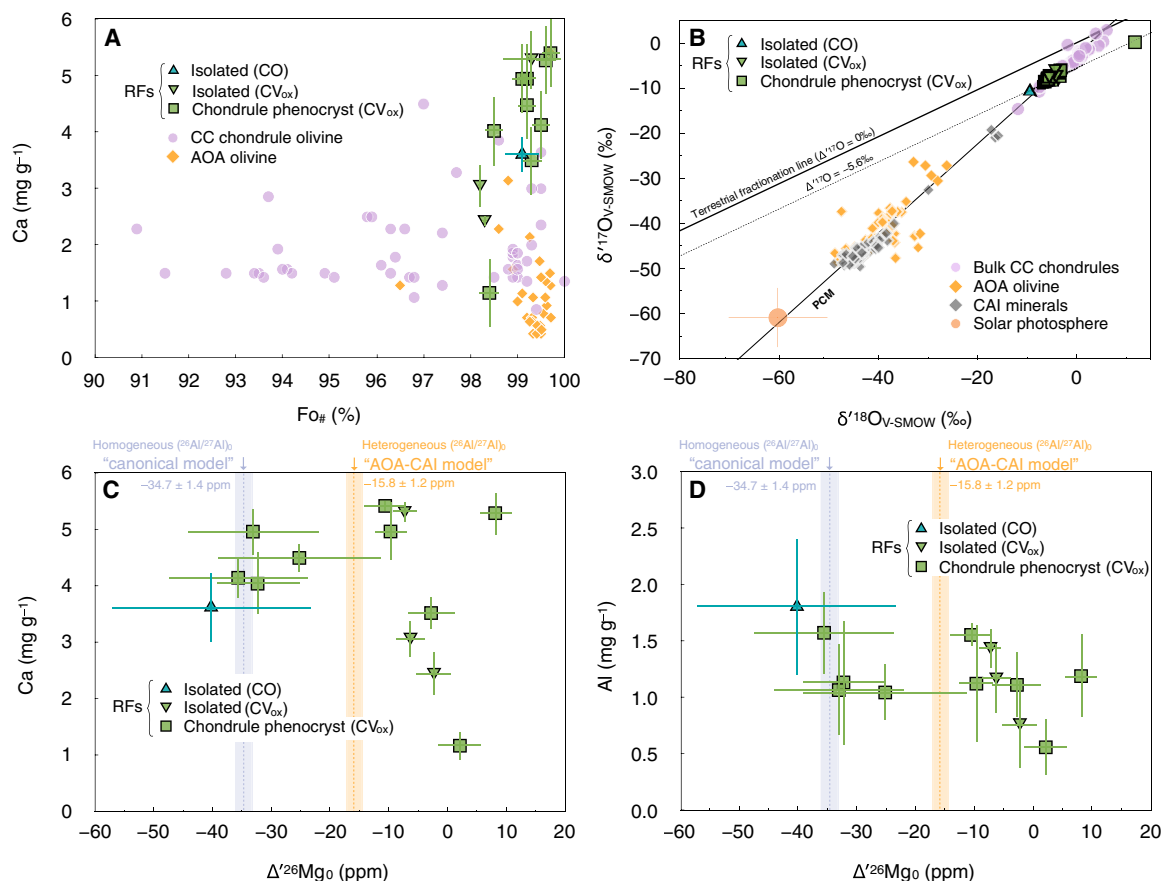 A
Ca (mg g⁻¹)
6
5
4
3
2
1
0
RFs
Isolated (CO)
Isolated (CVox)
Chondrule phenocryst (CVox)
CC chondrule olivine
AOA olivine
90 91 92 93 94 95 96 97 98 99 100
Fo# (%)
B
δ′¹⁷OV-SMOW (‰)
0
−10
−20
−30
−40
−50
−60
−70
RFs
Isolated (CO)
Isolated (CVox)
Chondrule phenocryst (CVox)
Terrestrial fractionation line (Δ′¹⁷O = 0‰)
Δ′¹⁷O = −5.6‰
PCM
Bulk CC chondrules
AOA olivine
CAI minerals
Solar photosphere
−80 −60 −40 −20 0
δ′¹⁸OV-SMOW (‰)
Homogeneous (²⁶Al/²⁷Al)₀
“canonical model”
−34.7 ± 1.4 ppm
Heterogeneous (²⁶Al/²⁷Al)₀
“AOA-CAI model”
−15.8 ± 1.2 ppm
C
Ca (mg g⁻¹)
6
5
4
3
2
1
0
RFs
Isolated (CO)
Isolated (CVox)
Chondrule phenocryst (CVox)
−60 −50 −40 −30 −20 −10 0 10 20
Δ′²⁶Mg₀ (ppm)
Homogeneous (²⁶Al/²⁷Al)₀
“canonical model”
−34.7 ± 1.4 ppm
Heterogeneous (²⁶Al/²⁷Al)₀
“AOA-CAI model”
−15.8 ± 1.2 ppm
D
Al (mg g⁻¹)
3.0
2.5
2.0
1.5
1.0
0.5
0.0
RFs
Isolated (CO)
Isolated (CVox)
Chondrule phenocryst (CVox)
−60 −50 −40 −30 −20 −10 0 10 20
Δ′²⁶Mg₀ (ppm)